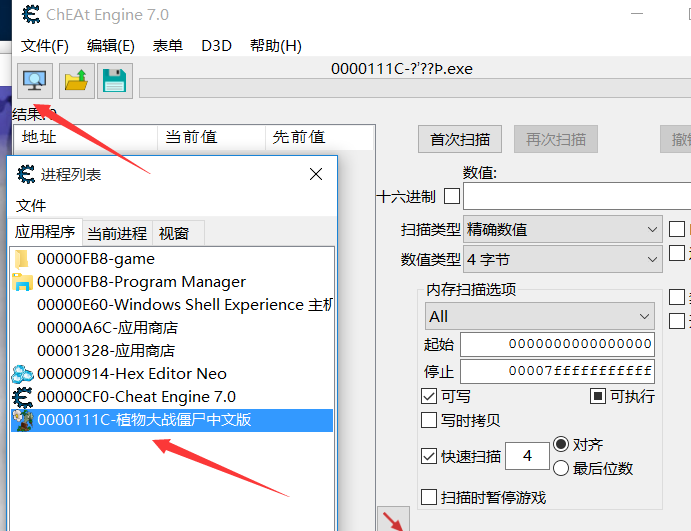 ChEAt Engine 7.0
文件(F) 编辑(E) 表单 D3D 帮助(H)
0000111C-?'??Þ.exe
结果:0
地址 当前值 先前值
首次扫描 再次扫描
数值:
十六进制
扫描类型 精确数值
数值类型 4 字节
内存扫描选项
All
起始 0000000000000000
停止 00007fffffffffff
可写 可执行
写时拷贝
快速扫描 4 对齐
最后位数
扫描时暂停游戏
进程列表
文件
应用程序 当前进程 视窗
00000FB8-game
00000FB8-Program Manager
00000E60-Windows Shell Experience 主机
00000A6C-应用商店
00001328-应用商店
00000914-Hex Editor Neo
00000CF0-Cheat Engine 7.0
0000111C-植物大战僵尸中文版